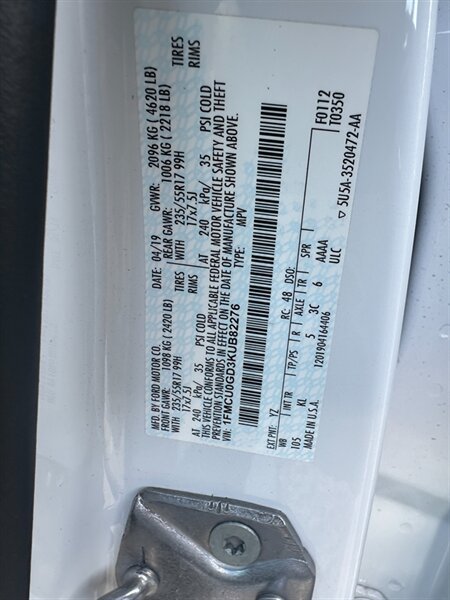 MFD. BY FORD MOTOR CO.
DATE: 04/19 GVWR: 2096 KG ( 4620 LB)
FRONT GAWR: 1098 KG (2420 LB) REAR GAWR: 1006 KG ( 2218 LB)
WITH 235/55R17 99H TIRES WITH 235/55R17 99H TIRES
17x7.5J RIMS 17x7.5J RIMS
AT 240 kPa/ 35 PSI COLD AT 240 kPa/ 35 PSI COLD
THIS VEHICLE CONFORMS TO ALL APPLICABLE FEDERAL MOTOR VEHICLE SAFETY AND THEFT
PREVENTION STANDARDS IN EFFECT ON THE DATE OF MANUFACTURE SHOWN ABOVE.
VIN: 1FMCU0GD3KUB82276 TYPE: MPV
F0112
T0350
EXT PNT: YZ RC: 48 DSO:
WB INT TR TP/PS R AXLE TR SPR
105 KL 5 3C 6 AAAA
MADE IN U.S.A. 1201904164406 ULC
▽ 5U5A-3520472-AA